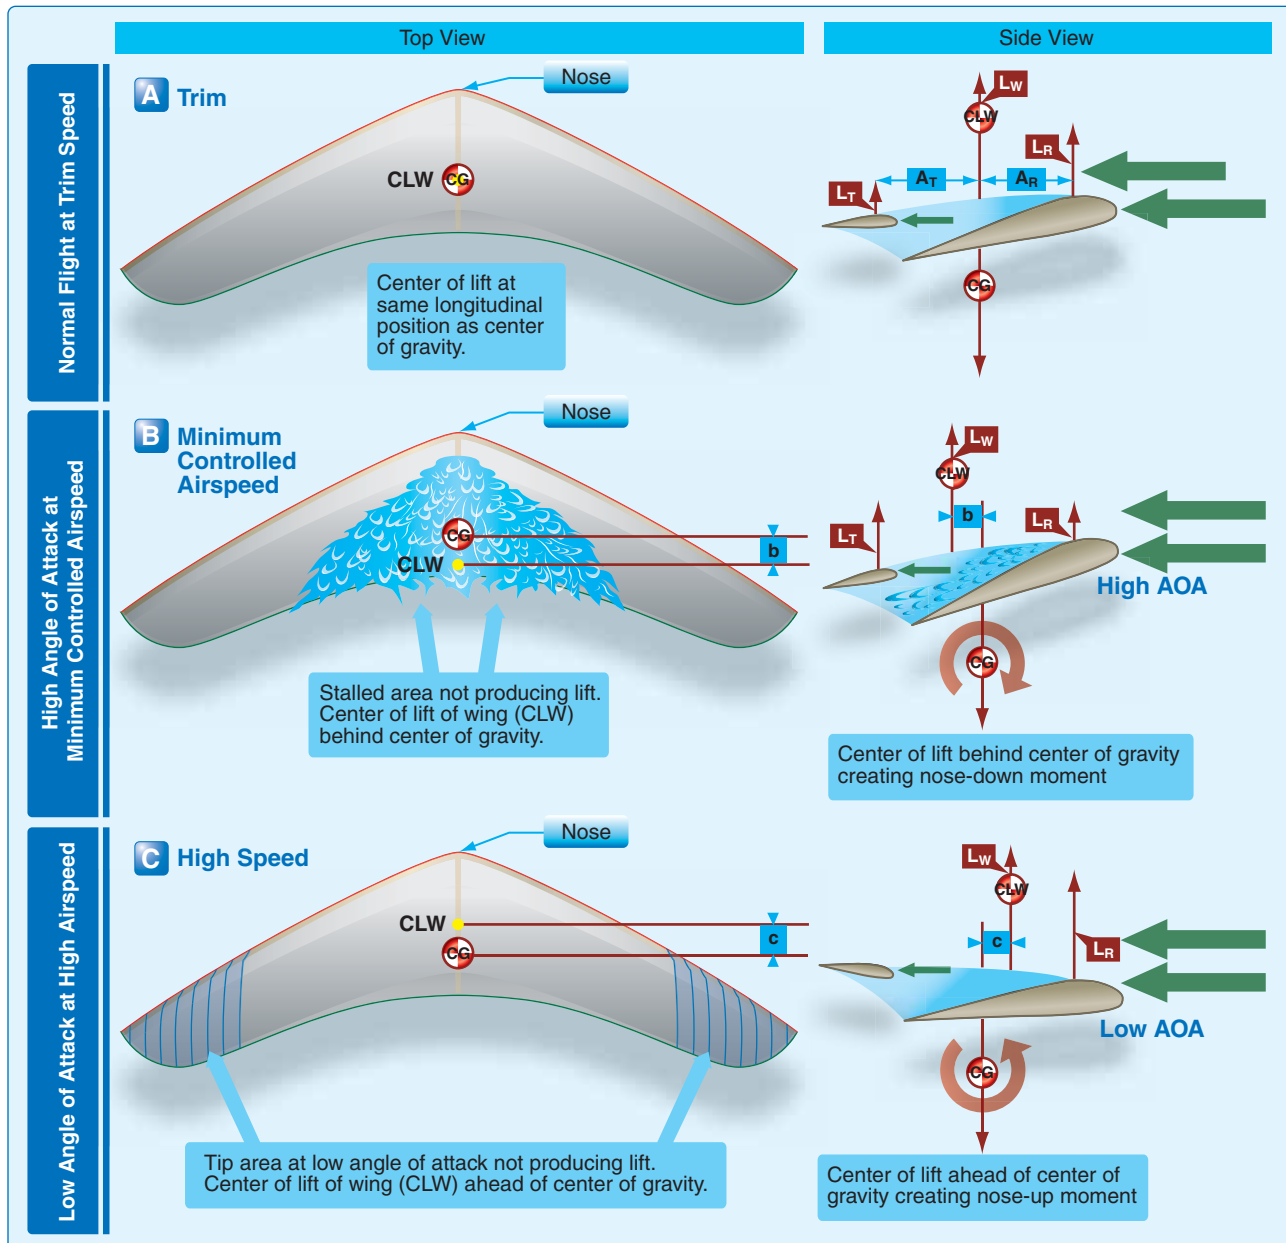 Top View
Side View
Normal Flight at Trim Speed
A Trim
Nose
CLW CG
Center of lift at
same longitudinal
position as center
of gravity.
LW
CLW
LR
AT
AR
LT
CG
High Angle of Attack at
Minimum Controlled Airspeed
B Minimum
Controlled
Airspeed
Nose
CG
CLW
b
Stalled area not producing lift.
Center of lift of wing (CLW)
behind center of gravity.
LW
CLW
b
LT
LR
High AOA
CG
Center of lift behind center of gravity
creating nose-down moment
Low Angle of Attack at High Airspeed
C High Speed
Nose
CLW
CG
c
Tip area at low angle of attack not producing lift.
Center of lift of wing (CLW) ahead of center of gravity.
LW
CLW
c
LR
Low AOA
CG
Center of lift ahead of center of
gravity creating nose-up moment